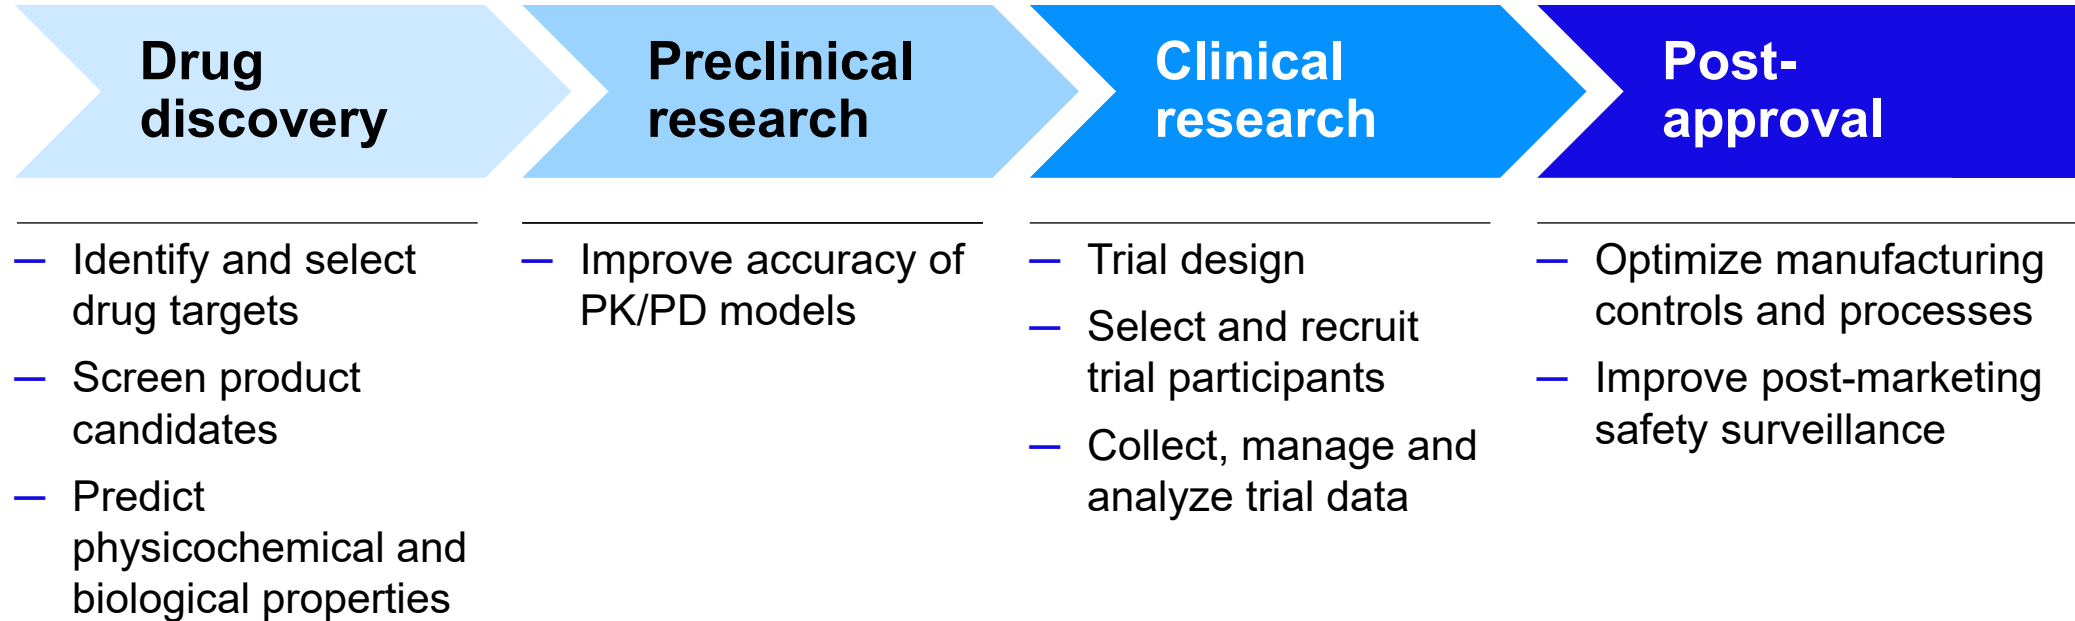 Drug
discovery
— Identify and select
drug targets
— Screen product
candidates
— Predict
physicochemical and
biological properties
Preclinical
research
— Improve accuracy of
PK/PD models
Clinical
research
— Trial design
— Select and recruit
trial participants
— Collect, manage and
analyze trial data
Post-
approval
— Optimize manufacturing
controls and processes
— Improve post-marketing
safety surveillance